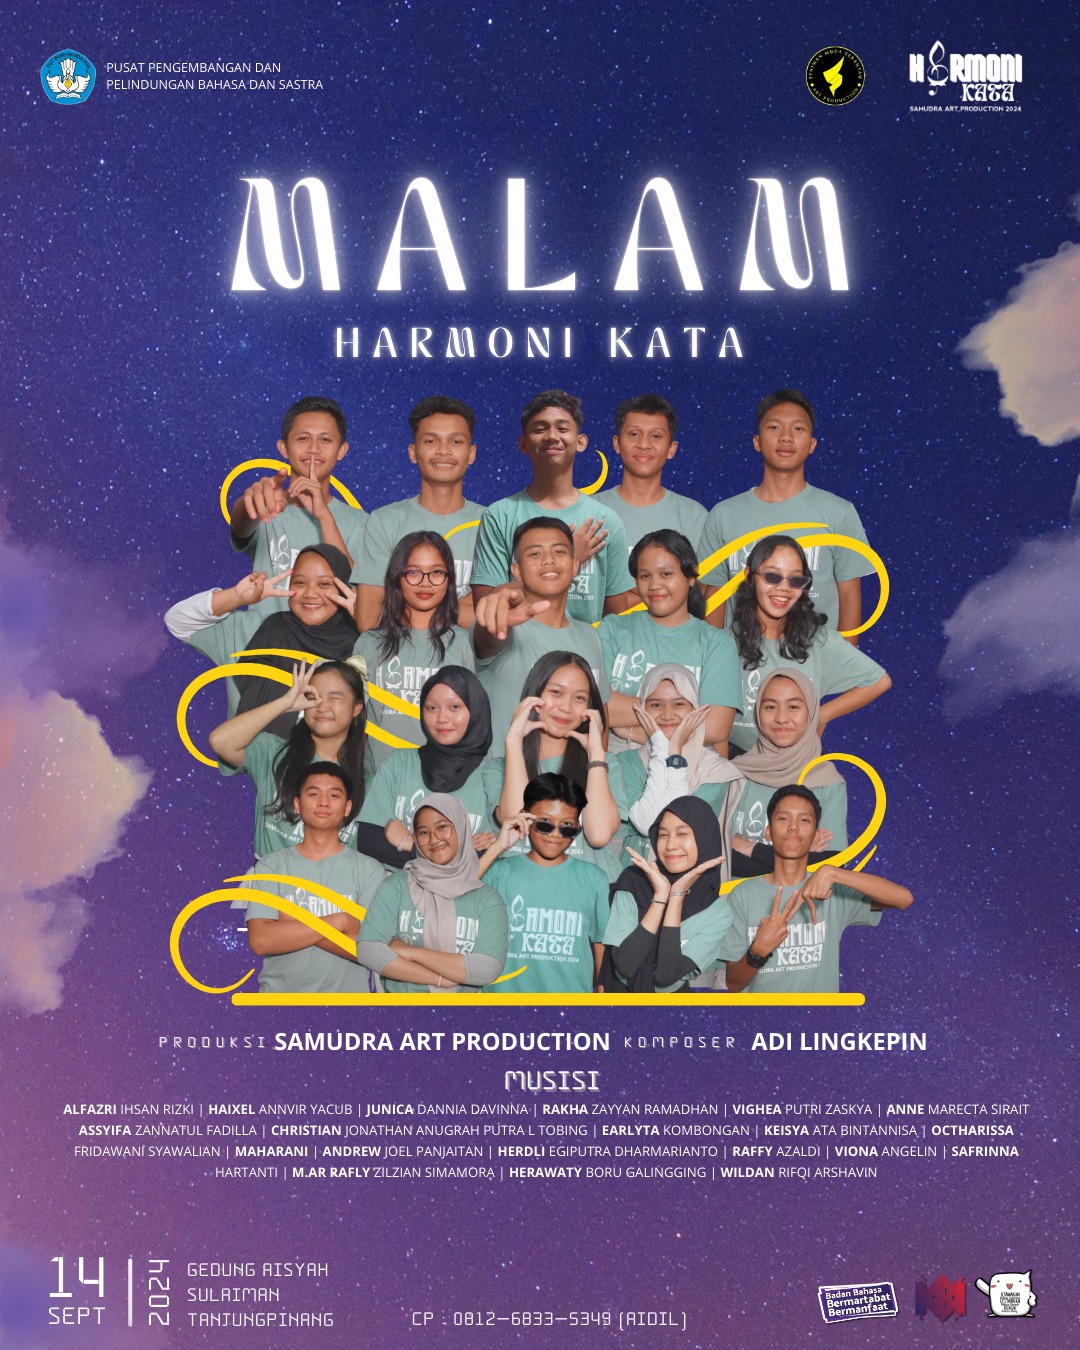 PUSAT PENGEMBANGAN DAN
PELINDUNGAN BAHASA DAN SASTRA
HARMONI
KATA
SAMUDRA ART PRODUCTION 2024
MALAM
HARMONI KATA
PRODUKSI SAMUDRA ART PRODUCTION KOMPOSER ADI LINGKEPIN
MUSISI
ALFAZRI IHSAN RIZKI | HAIXEL ANNVIR YACUB | JUNICA DANNIA DAVINNA | RAKHA ZAYYAN RAMADHAN | VIGHEA PUTRI ZASKYA | ANNE MARECTA SIRAIT
ASSYIFA ZANNATUL FADILLA | CHRISTIAN JONATHAN ANUGRAH PUTRA L TOBING | EARLYTA KOMBONGAN | KEISYA ATA BINTANNISA | OCTHARISSA
FRIDAWANI SYAWALIAN | MAHARANI | ANDREW JOEL PANJAITAN | HERDLI EGIPUTRA DHARMARIANTO | RAFFY AZALDI | VIONA ANGELIN | SAFRINNA
HARTANTI | M.AR RAFLY ZILZIAN SIMAMORA | HERAWATY BORU GALINGGING | WILDAN RIFQI ARSHAVIN
14
SEPT
2024
GEDUNG AISYAH
SULAIMAN
TANJUNGPINANG
CP : 0812-6833-5349 (AIDIL)
Badan Bahasa
Bermartabat
Bermanfaat